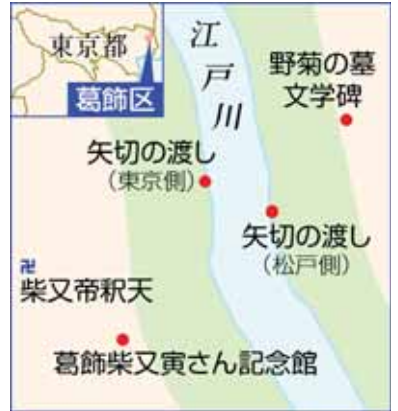 東京都
葛飾区
江戸川
野菊の墓
文学碑
矢切の渡し
（東京側）
矢切の渡し
（松戸側）
卍
柴又帝釈天
葛飾柴又寅さん記念館